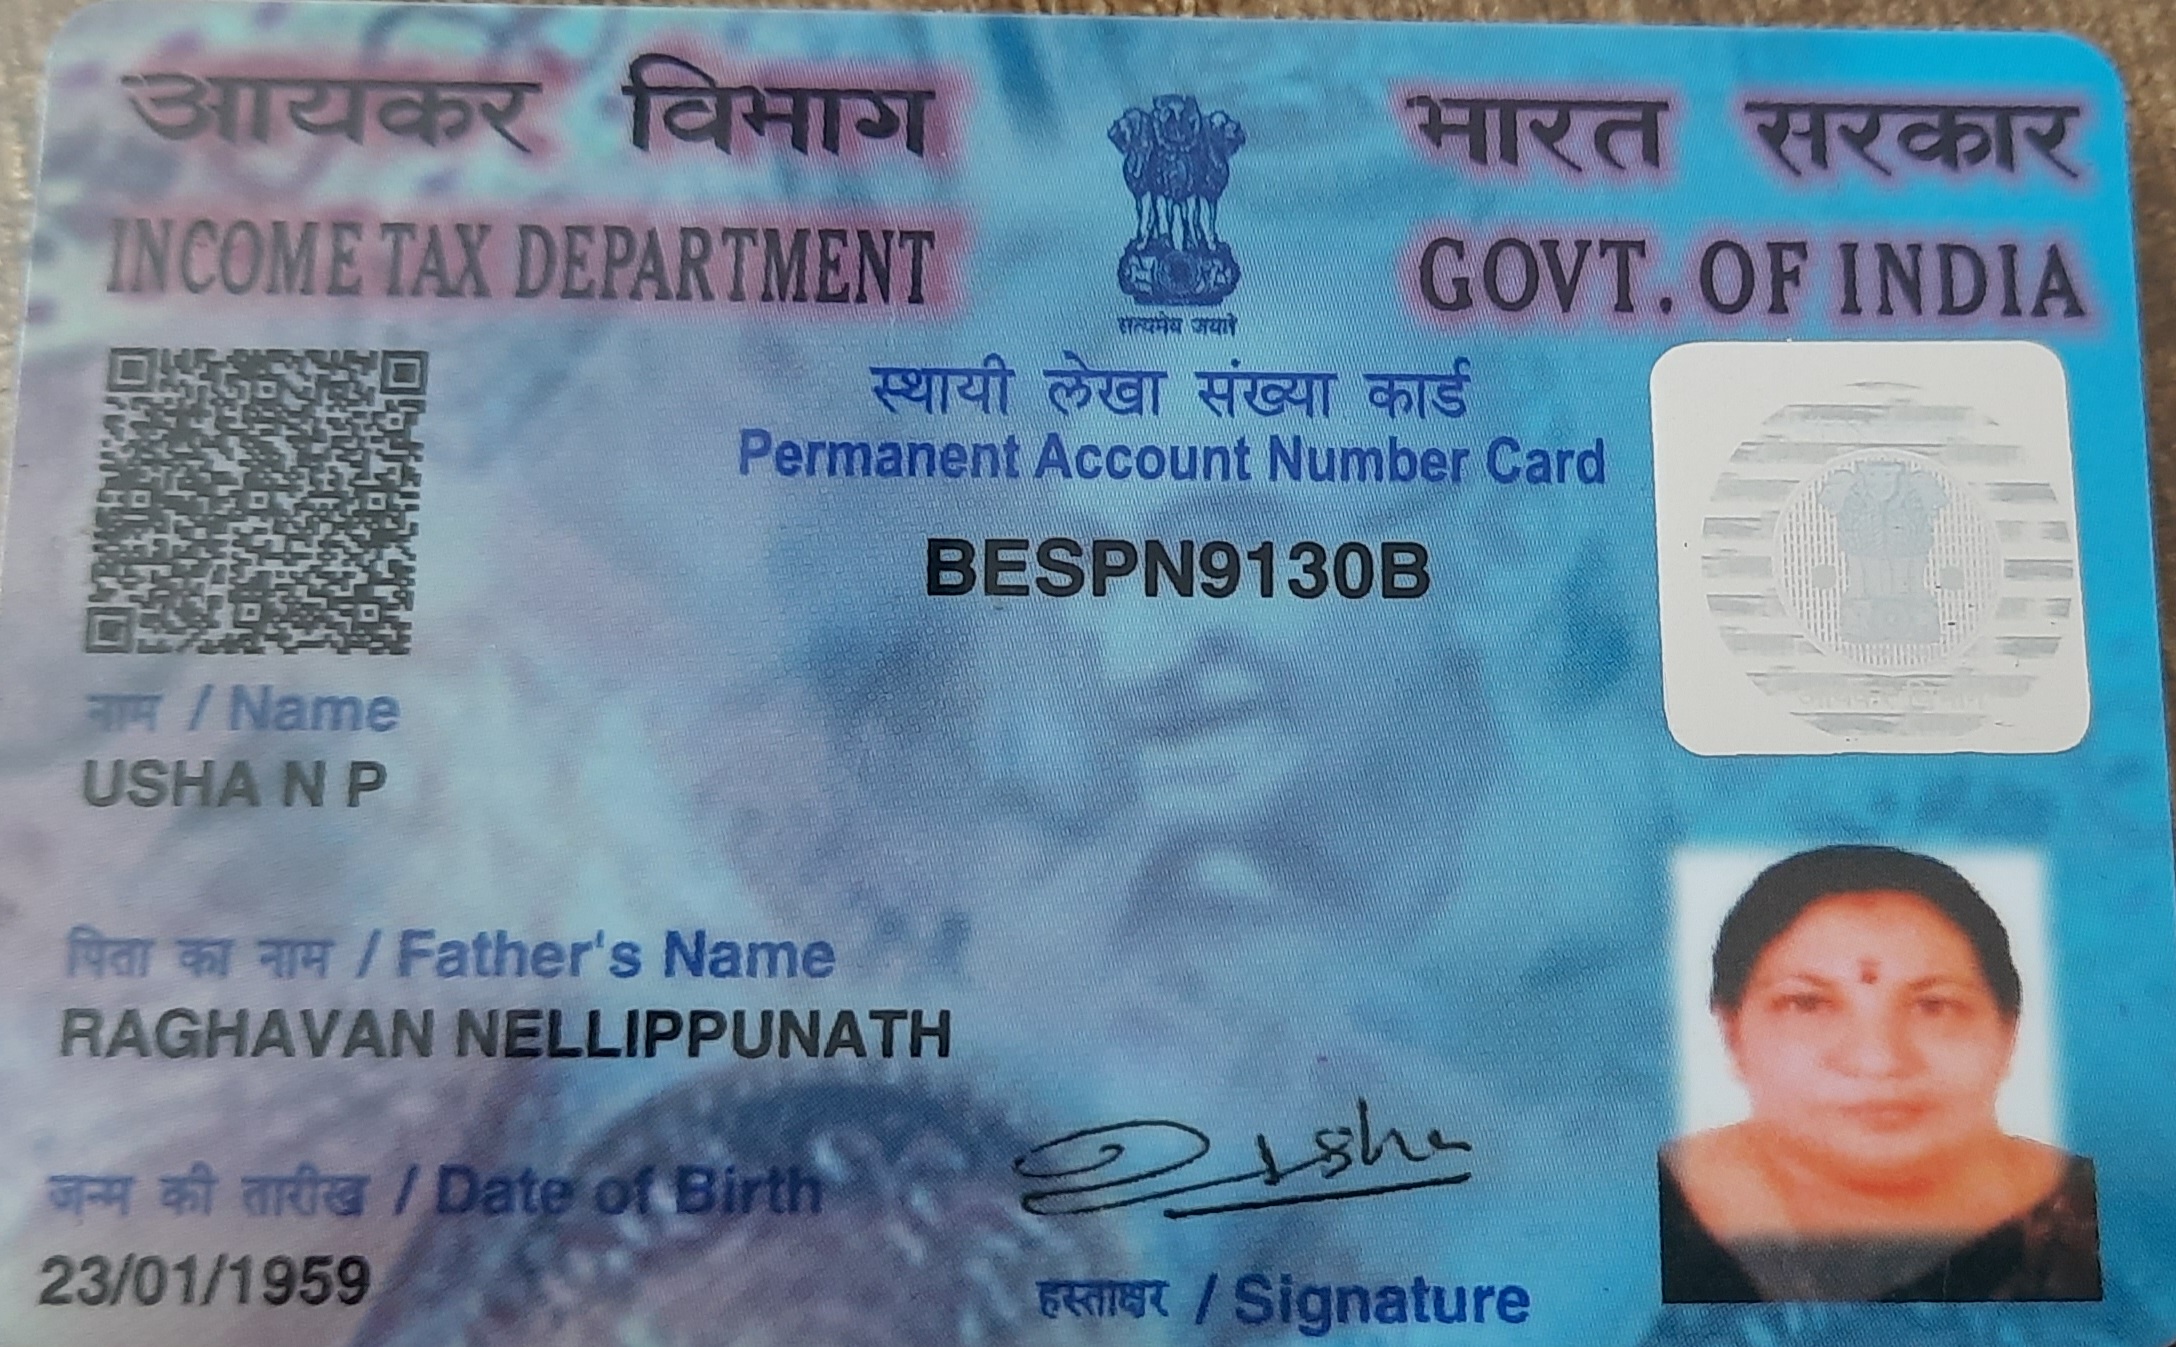 आयकर विभाग
INCOME TAX DEPARTMENT
सत्यमेव जयते
भारत सरकार
GOVT. OF INDIA
स्थायी लेखा संख्या कार्ड
Permanent Account Number Card
BESPN9130B
नाम / Name
USHA N P
पिता का नाम / Father's Name
RAGHAVAN NELLIPPUNATH
जन्म की तारीख / Date of Birth
23/01/1959
Usha
हस्ताक्षर / Signature